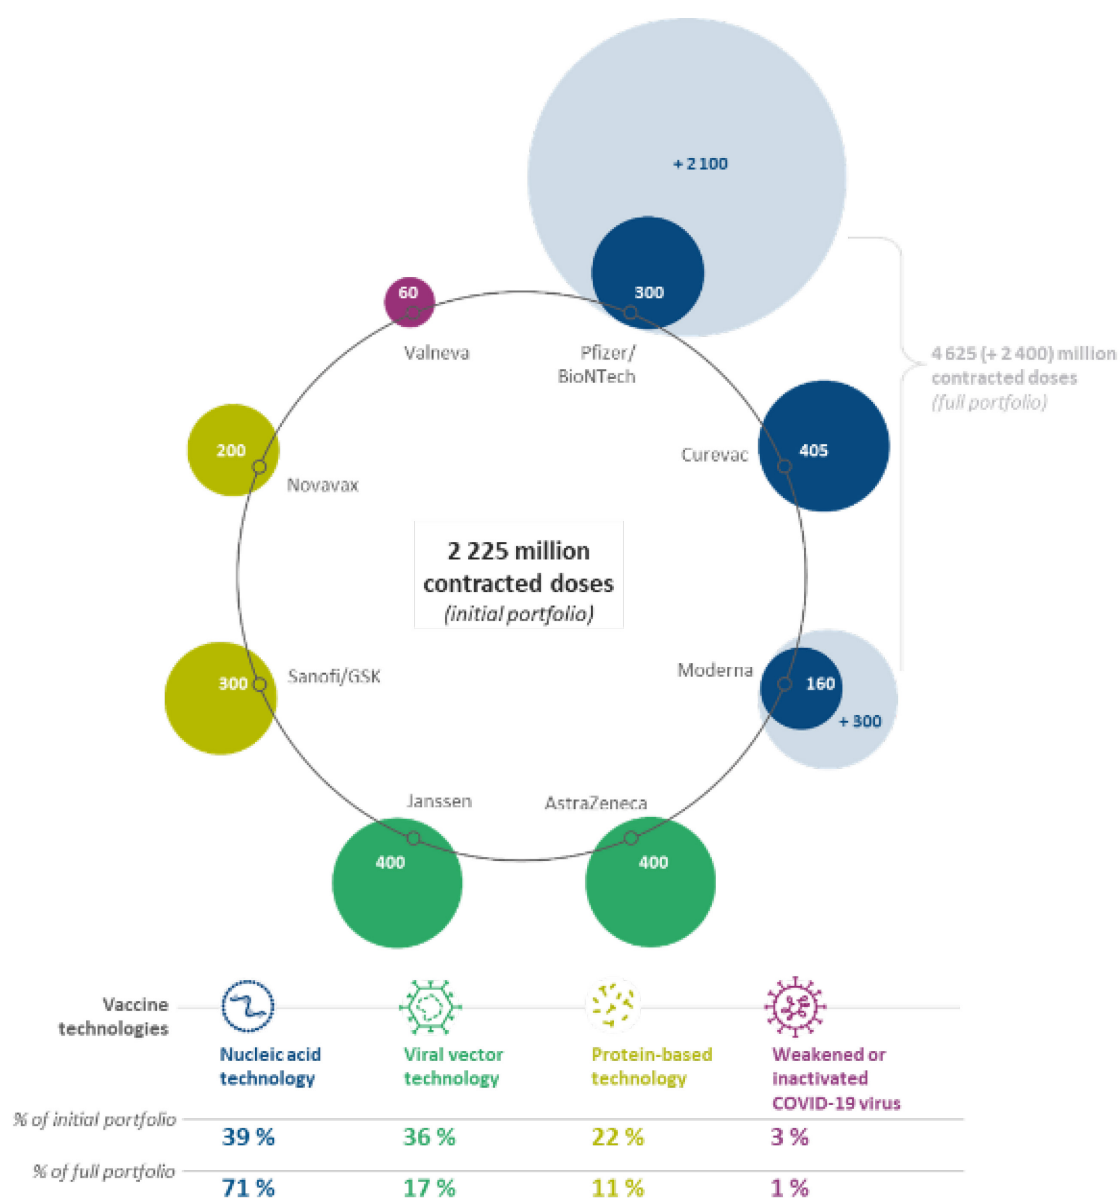 + 2 100
300
60
Valneva
Pfizer/
BioNTech
4 625 (+ 2 400) million
contracted doses
(full portfolio)
200
Novavax
Curevac
405
2 225 million
contracted doses
(initial portfolio)
300
Sanofi/GSK
Moderna
160
+ 300
Janssen
AstraZeneca
400
400
Vaccine
technologies
Nucleic acid
technology
Viral vector
technology
Protein-based
technology
Weakened or
inactivated
COVID-19 virus
% of initial portfolio
39 %
36 %
22 %
3 %
% of full portfolio
71 %
17 %
11 %
1 %